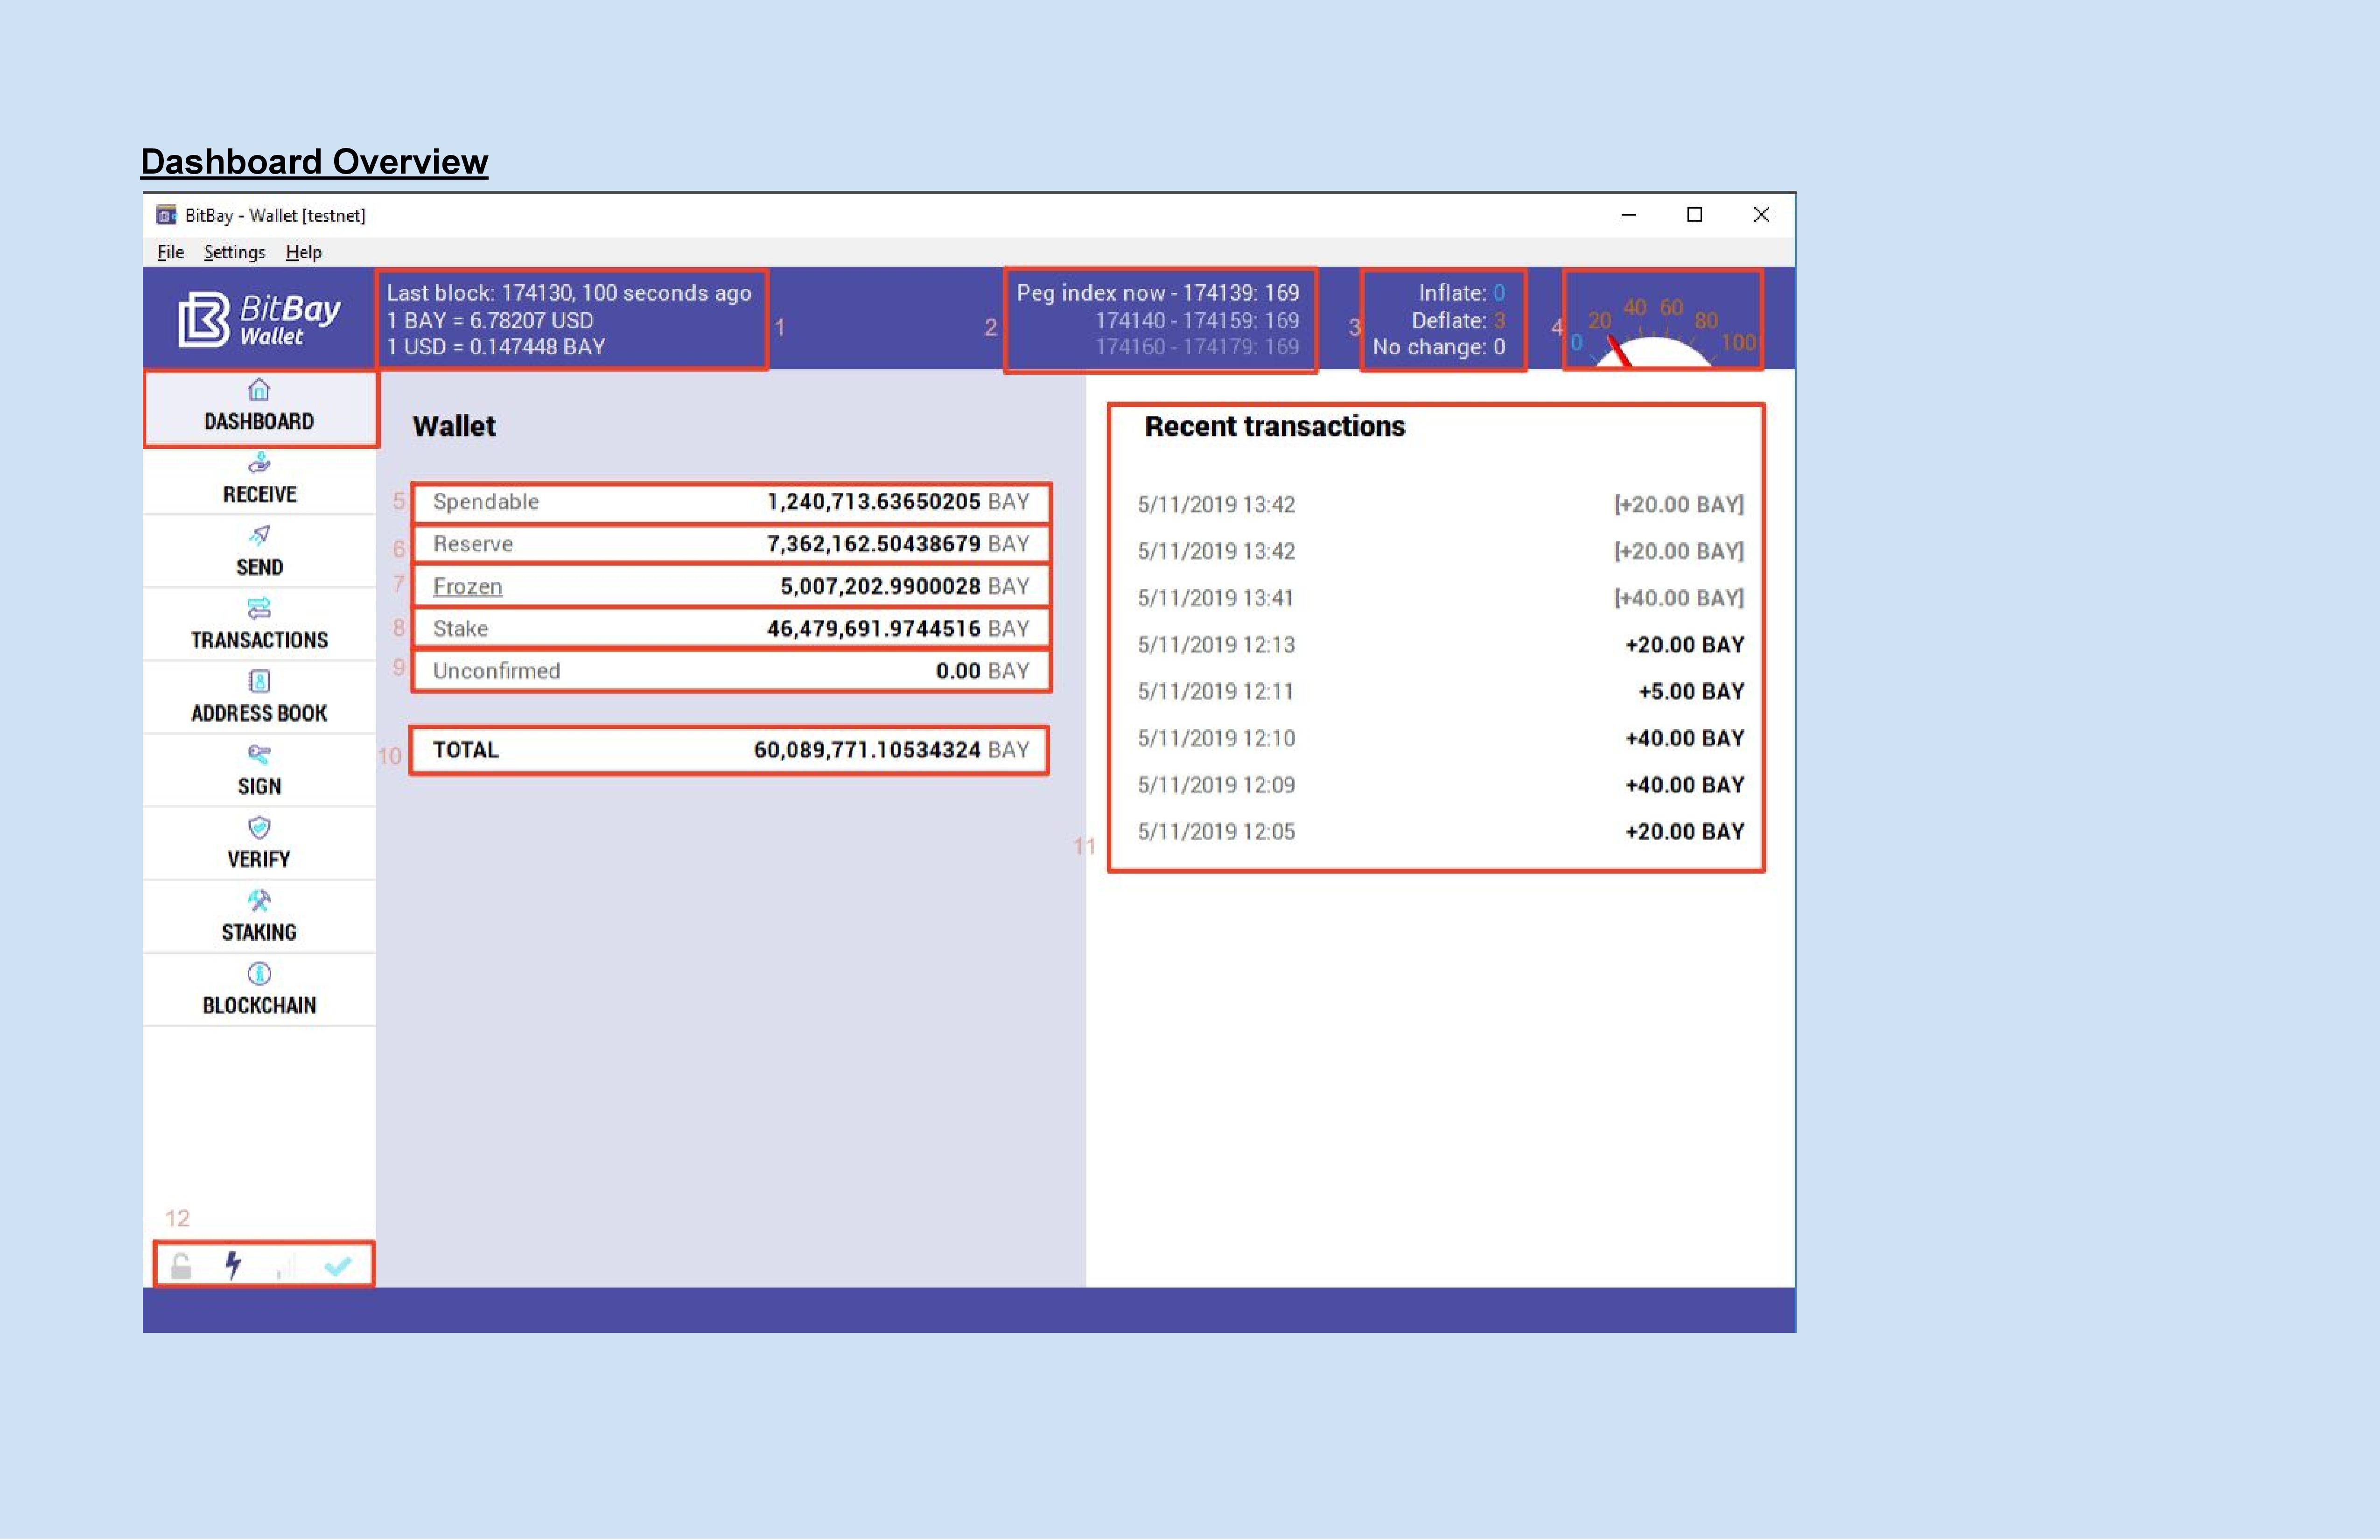 Dashboard Overview
BitBay - Wallet [testnet]
File Settings Help
BitBay
Wallet
Last block: 174130, 100 seconds ago
1 BAY = 6.78207 USD
1 USD = 0.147448 BAY
1
2
Peg index now - 174139: 169
174140 - 174159: 169
174160 - 174179: 169
3
Inflate: 0
Deflate: 3
No change: 0
4
0 20 40 60 80 100
DASHBOARD
RECEIVE
SEND
TRANSACTIONS
ADDRESS BOOK
SIGN
VERIFY
STAKING
BLOCKCHAIN
12
Wallet
5 Spendable 1,240,713.63650205 BAY
6 Reserve 7,362,162.50438679 BAY
7 Frozen 5,007,202.9900028 BAY
8 Stake 46,479,691.9744516 BAY
9 Unconfirmed 0.00 BAY
10 TOTAL 60,089,771.10534324 BAY
11
Recent transactions
5/11/2019 13:42 [+20.00 BAY]
5/11/2019 13:42 [+20.00 BAY]
5/11/2019 13:41 [+40.00 BAY]
5/11/2019 12:13 +20.00 BAY
5/11/2019 12:11 +5.00 BAY
5/11/2019 12:10 +40.00 BAY
5/11/2019 12:09 +40.00 BAY
5/11/2019 12:05 +20.00 BAY